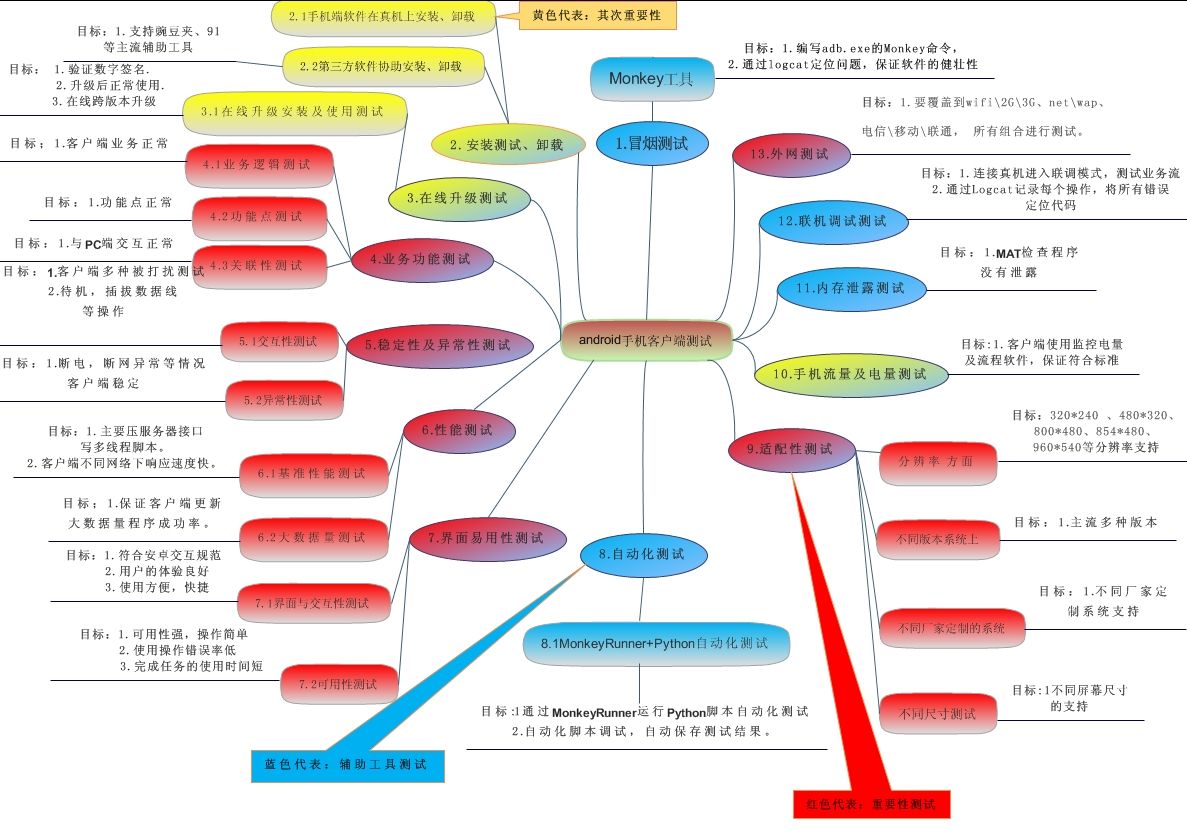 2.1手机端软件在真机上安装、卸载
黄色代表：其次重要性
目标：1.支持豌豆夹、91
等主流辅助工具
2.2第三方软件协助安装、卸载
目标： 1.验证数字签名.
2.升级后正常使用.
3.在线跨版本升级
3.1在线升级安装及使用测试
2.安装测试、卸载
3.在线升级测试
Monkey工具
目标：1.编写adb.exe的Monkey命令，
2.通过logcat定位问题，保证软件的健壮性
1.冒烟测试
目标：1.要覆盖到wifi\2G\3G、net\wap、
电信\移动\联通， 所有组合进行测试。
13.外网测试
目标：1.连接真机进入联调模式，测试业务流
2.通过Logcat记录每个操作，将所有错误
定位代码
12.联机调试测试
目标：1.MAT检查程序
没有泄露
11.内存泄露测试
目标：1.客户端业务正常
4.1业务逻辑测试
目标：1.功能点正常
4.2功能点测试
目标：1.与PC端交互正常
4.3关联性测试
4.业务功能测试
目标：1.客户端多种被打扰测试
2.待机，插拔数据线
等操作
5.1交互性测试
5.稳定性及异常性测试
android手机客户端测试
目标：1.断电，断网异常等情况
客户端稳定
5.2异常性测试
目标：1.客户端使用监控电量
及流程软件，保证符合标准
10.手机流量及电量测试
目标：1.主要压服务器接口
写多线程脚本。
2.客户端不同网络下响应速度快。
6.1基准性能测试
6.性能测试
目标：1.保证客户端更新
大数据量程序成功率。
6.2大数据量测试
目标：320*240 、480*320、
800*480、854*480、
960*540等分辨率支持
分辨率 方面
9.适配性测试
不同版本系统上
目标：1.主流多种版本
目标：1.不同厂家定
制系统支持
不同厂家定制的系统
目标：1不同屏幕尺寸
的支持
不同尺寸测试
目标：1.符合安卓交互规范
2.用户的体验良好
3.使用方便，快捷
7.1界面与交互性测试
7.界面易用性测试
目标：1.可用性强，操作简单
2.使用操作错误率低
3.完成任务的使用时间短
7.2可用性测试
8.自动化测试
8.1MonkeyRunner+Python自动化测试
目标:1通过MonkeyRunner运行Python脚本自动化测试
2.自动化脚本调试，自动保存测试结果。
蓝色代表：辅助工具测试
红色代表：重要性测试